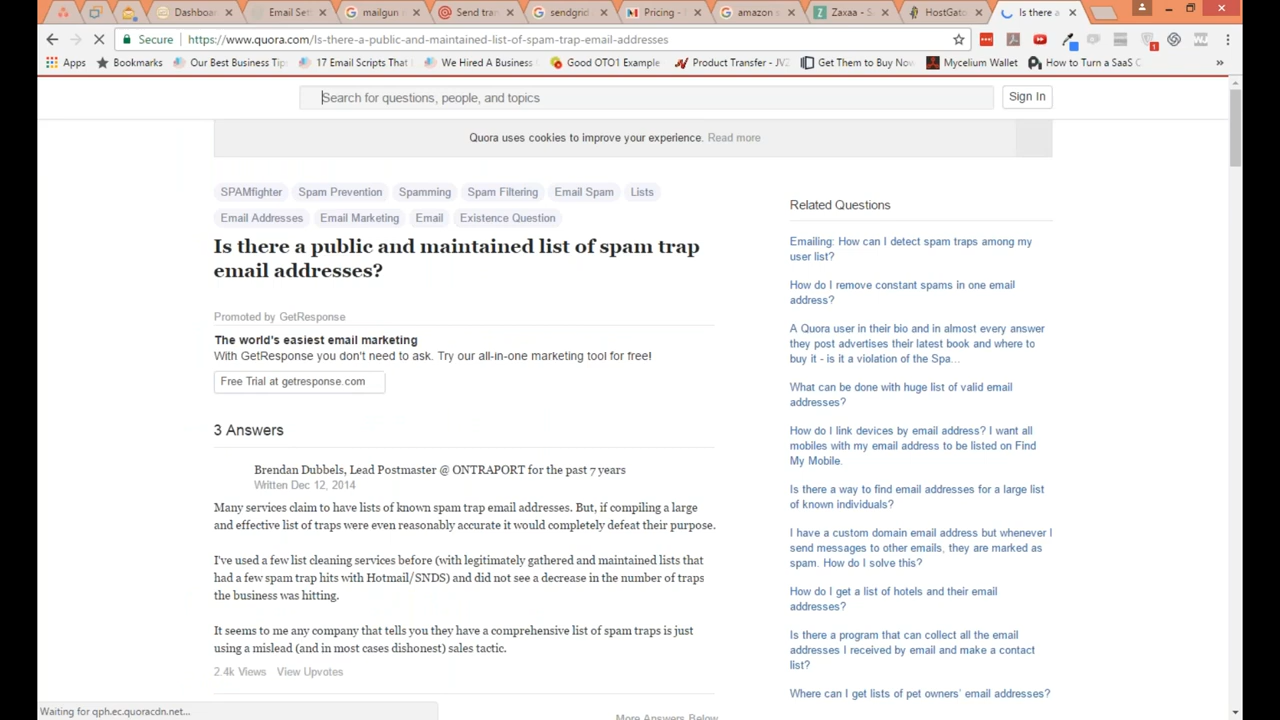 Dashboar
Email Sett
mailgun r
Send tran
sendgrid
Pricing -
amazon s
Zaxaa - S
HostGato
Is there a
Secure
https://www.quora.com/Is-there-a-public-and-maintained-list-of-spam-trap-email-addresses
Apps
Bookmarks
Our Best Business Tip
17 Email Scripts That
We Hired A Business
Good OTO1 Example
Product Transfer - JVZ
Get Them to Buy Now
Mycelium Wallet
How to Turn a SaaS C
Search for questions, people, and topics
Sign In
Quora uses cookies to improve your experience. Read more
SPAMfighter Spam Prevention Spamming Spam Filtering Email Spam Lists
Email Addresses Email Marketing Email Existence Question
Is there a public and maintained list of spam trap
email addresses?
Promoted by GetResponse
The world's easiest email marketing
With GetResponse you don't need to ask. Try our all-in-one marketing tool for free!
Free Trial at getresponse.com
3 Answers
Brendan Dubbels, Lead Postmaster @ ONTRAPORT for the past 7 years
Written Dec 12, 2014
Many services claim to have lists of known spam trap email addresses. But, if compiling a large
and effective list of traps were even reasonably accurate it would completely defeat their purpose.
I've used a few list cleaning services before (with legitimately gathered and maintained lists that
had a few spam trap hits with Hotmail/SNDS) and did not see a decrease in the number of traps
the business was hitting.
It seems to me any company that tells you they have a comprehensive list of spam traps is just
using a mislead (and in most cases dishonest) sales tactic.
2.4k Views View Upvotes
More Answers Below
Related Questions
Emailing: How can I detect spam traps among my
user list?
How do I remove constant spams in one email
address?
A Quora user in their bio and in almost every answer
they post advertises their latest book and where to
buy it - is it a violation of the Spa...
What can be done with huge list of valid email
addresses?
How do I link devices by email address? I want all
mobiles with my email address to be listed on Find
My Mobile.
Is there a way to find email addresses for a large list
of known individuals?
I have a custom domain email address but whenever I
send messages to other emails, they are marked as
spam. How do I solve this?
How do I get a list of hotels and their email
addresses?
Is there a program that can collect all the email
addresses I received by email and make a contact
list?
Where can I get lists of pet owners' email addresses?
Waiting for qph.ec.quoracdn.net...